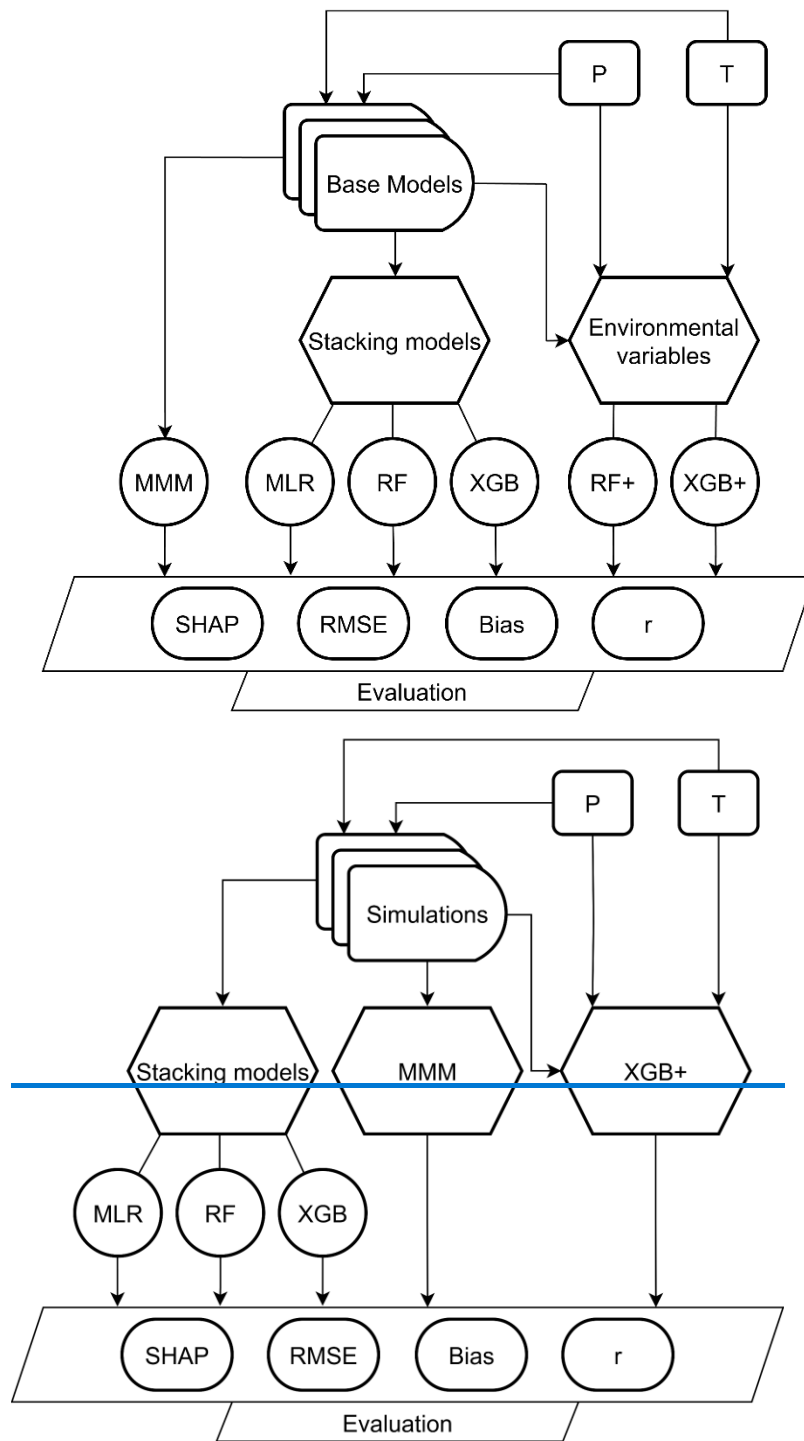 P
T
Base Models
Stacking models
Environmental
variables
MMM
MLR
RF
XGB
RF+
XGB+
SHAP
RMSE
Bias
r
Evaluation
P
T
Simulations
Stacking models
MMM
XGB+
MLR
RF
XGB
SHAP
RMSE
Bias
r
Evaluation